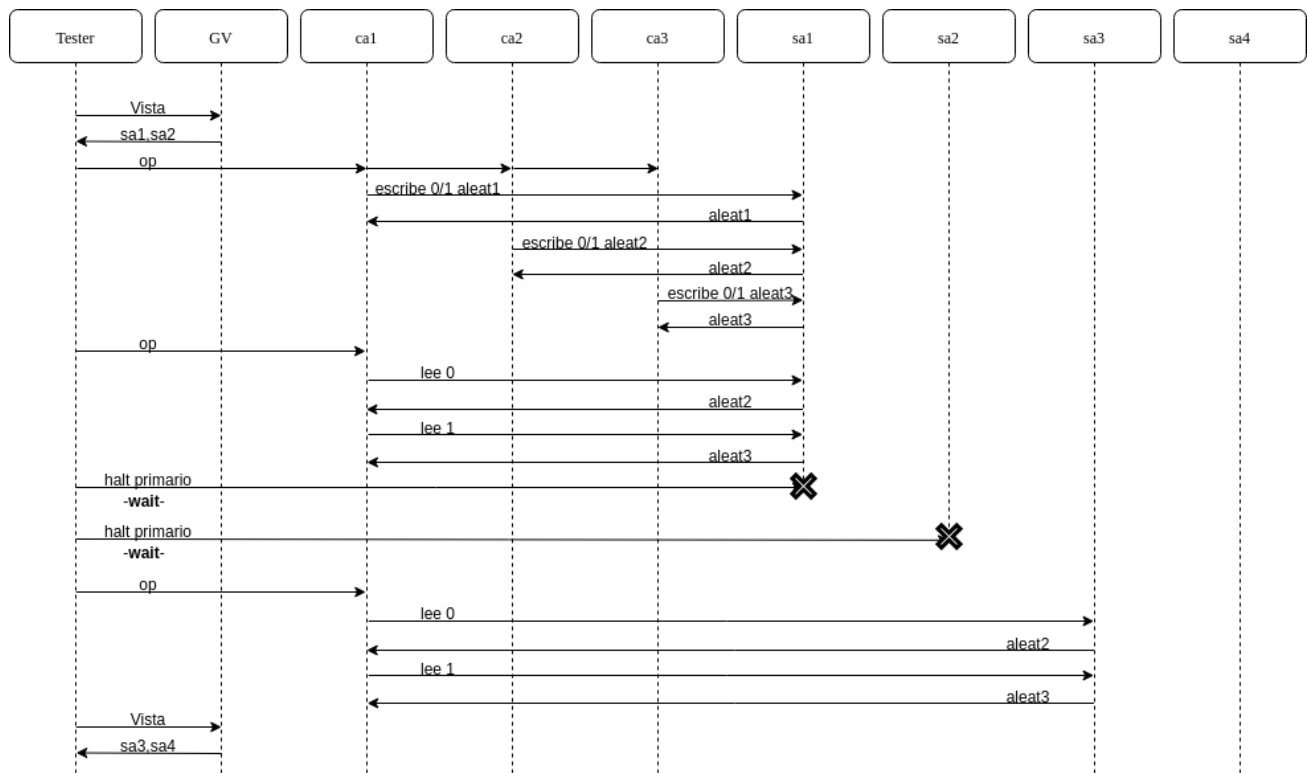 Tester GV ca1 ca2 ca3 sa1 sa2 sa3 sa4
Vista
sa1,sa2
op
escribe 0/1 aleat1
aleat1
escribe 0/1 aleat2
aleat2
escribe 0/1 aleat3
aleat3
op
lee 0
aleat2
lee 1
aleat3
halt primario
-wait-
halt primario
-wait-
op
lee 0
aleat2
lee 1
aleat3
Vista
sa3,sa4